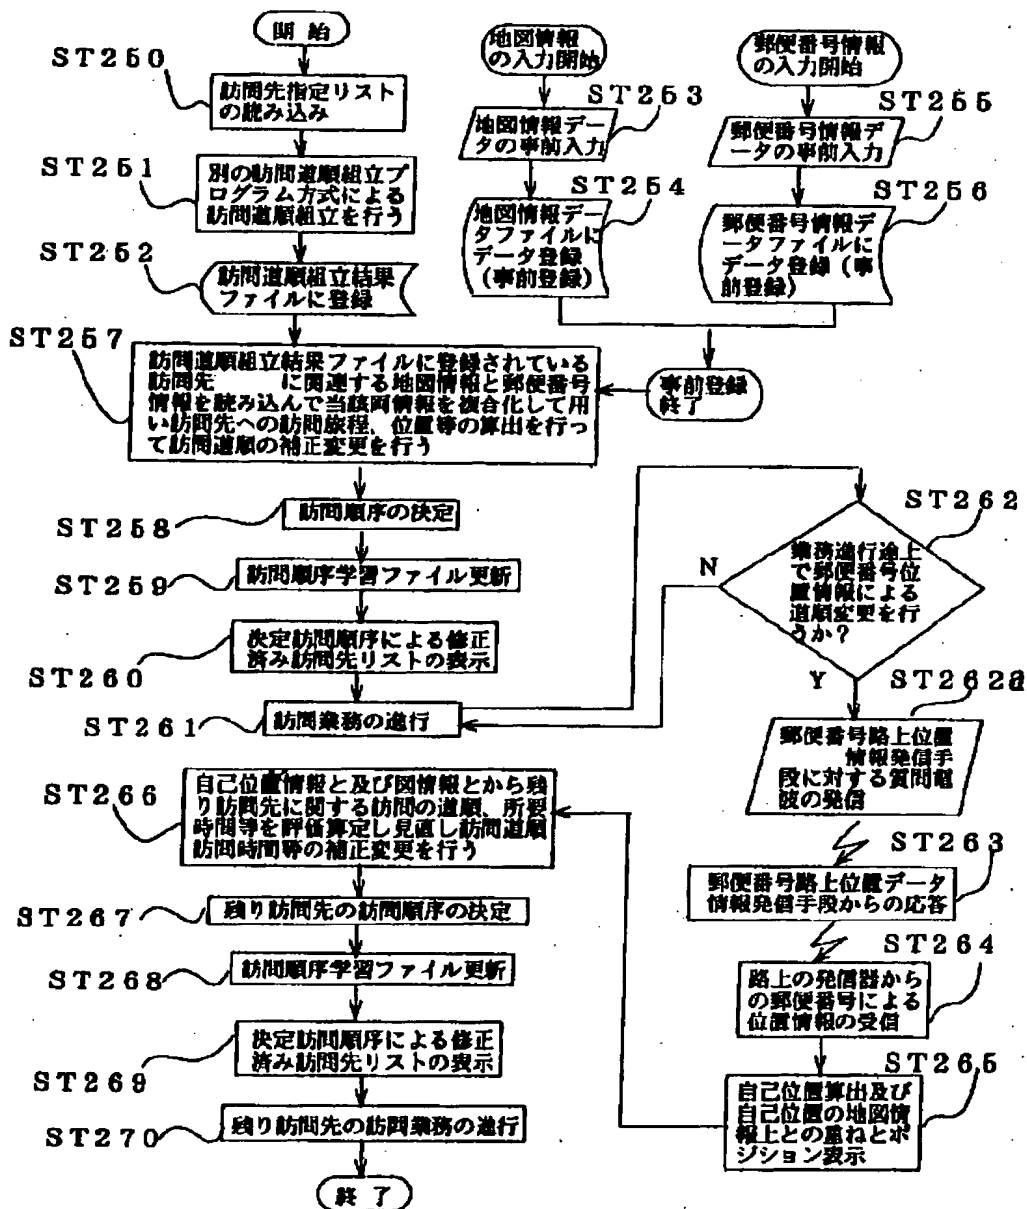 開 始
ST250
訪問先指定リスト
の読み込み
ST251
別の訪問道順組立プ
ログラム方式による
訪問道順組立を行う
ST252
訪問道順組立結果
ファイルに登録
地図情報
の入力開始
ST253
地図情報デー
タの事前入力
ST254
地図情報デー
タファイルに
データ登録
(事前登録)
郵便番号情報
の入力開始
ST255
郵便番号情報デ
ータの事前入力
ST256
郵便番号情報デ
ータファイルに
データ登録(事
前登録)
事前登録
終了
ST257
訪問道順組立結果ファイルに登録されている
訪問先 に関連する地図情報と郵便番号
情報を読み込んで当該両情報を複合化して用
い訪問先への訪問旅程、位置等の算出を行っ
て訪問道順の補正変更を行う
ST258
訪問順序の決定
ST259
訪問順序学習ファイル更新
ST260
決定訪問順序による修正
済み訪問先リストの表示
ST261
訪問業務の進行
ST262
業務進行途上
で郵便番号位
置情報による
道順変更を行
うか?
N
Y
ST262a
郵便番号路上位置
情報発信手
段に対する質問電
波の発信
ST263
郵便番号路上位置データ
情報発信手段からの応答
ST264
路上の発信器から
の郵便番号による
位置情報の受信
ST265
自己位置算出及び
自己位置の地図情
報上との重ねとポ
ジション表示
ST266
自己位置情報と及び図情報とから残
り訪問先に関する訪問の道順、所要
時間等を評価算定し見直し訪問道順
訪問時間等の補正変更を行う
ST267
残り訪問先の訪問順序の決定
ST268
訪問順序学習ファイル更新
ST269
決定訪問順序による修正
済み訪問先リストの表示
ST270
残り訪問先の訪問業務の進行
終 了